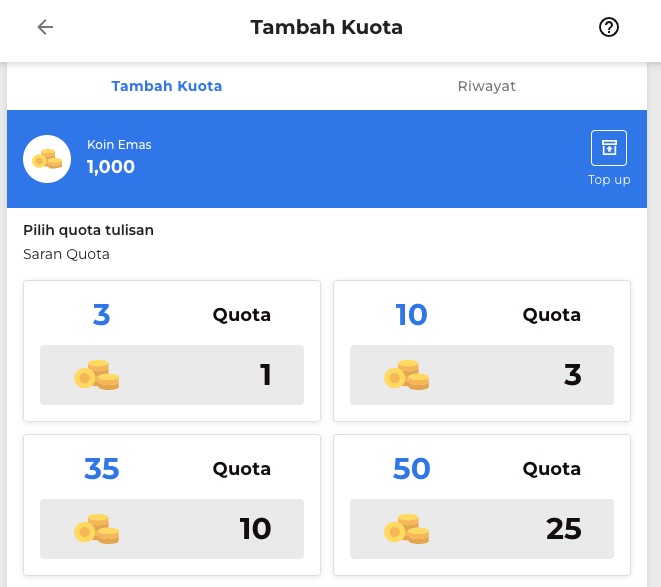 Tambah Kuota
Tambah Kuota Riwayat
Koin Emas
1,000
Top up
Pilih quota tulisan
Saran Quota
3 Quota
1
10 Quota
3
35 Quota
10
50 Quota
25